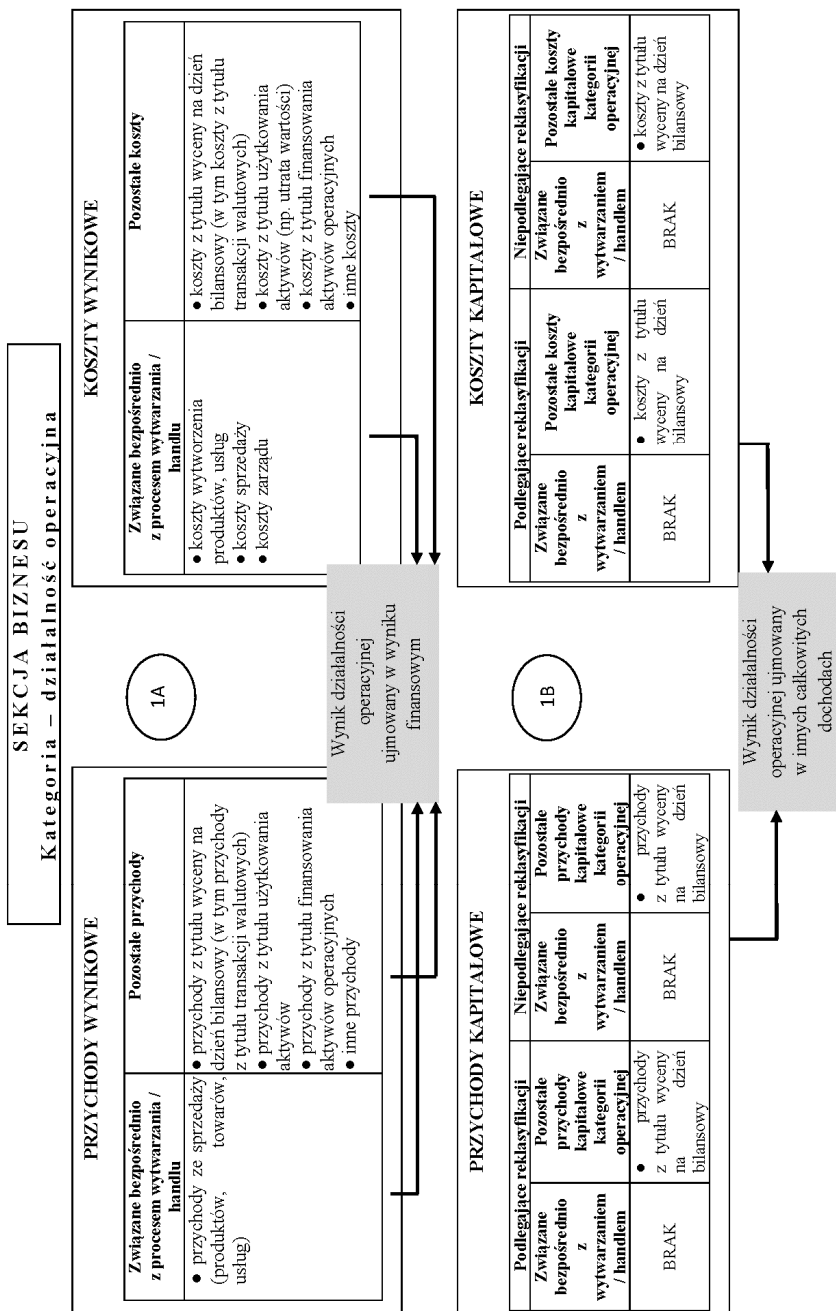 SEKCJA BIZNESU
Kategoria – działalność operacyjna
PRZYCHODY WYNIKOWE
Związane bezpośrednio
z procesem wytwarzania /
handlu
Pozostałe przychody
● przychody ze sprzedaży
(produktów, towarów,
usług)
● przychody z tytułu wyceny na
dzień bilansowy (w tym przychody
z tytułu transakcji walutowych)
● przychody z tytułu użytkowania
aktywów
● przychody z tytułu finansowania
aktywów operacyjnych
● inne przychody
1A
KOSZTY WYNIKOWE
Związane bezpośrednio
z procesem wytwarzania /
handlu
Pozostałe koszty
● koszty wytworzenia
produktów, usług
● koszty sprzedaży
● koszty zarządu
● koszty z tytułu wyceny na dzień
bilansowy (w tym koszty z tytułu
transakcji walutowych)
● koszty z tytułu użytkowania
aktywów (np. utrata wartości)
● koszty z tytułu finansowania
aktywów operacyjnych
● inne koszty
Wynik działalności
operacyjnej
ujmowany w wyniku
finansowym
PRZYCHODY KAPITAŁOWE
Podlegające reklasyfikacji
Niepodlegające reklasyfikacji
Związane
bezpośrednio
z
wytwarzaniem
/ handlem
Pozostałe
przychody
kapitałowe
kategorii
operacyjnej
Związane
bezpośrednio
z
wytwarzaniem
/ handlem
Pozostałe
przychody
kapitałowe
kategorii
operacyjnej
BRAK
● przychody
z tytułu wyceny
na dzień
bilansowy
BRAK
● przychody
z tytułu wyceny
na dzień
bilansowy
1B
KOSZTY KAPITAŁOWE
Podlegające reklasyfikacji
Niepodlegające reklasyfikacji
Związane
bezpośrednio
z
wytwarzaniem
/ handlem
Pozostałe koszty
kapitałowe
kategorii
operacyjnej
Związane
bezpośrednio
z
wytwarzaniem
/ handlem
Pozostałe koszty
kapitałowe
kategorii
operacyjnej
BRAK
● koszty z tytułu
wyceny na dzień
bilansowy
BRAK
● koszty z tytułu
wyceny na dzień
bilansowy
Wynik działalności
operacyjnej ujmowany
w innych całkowitych
dochodach